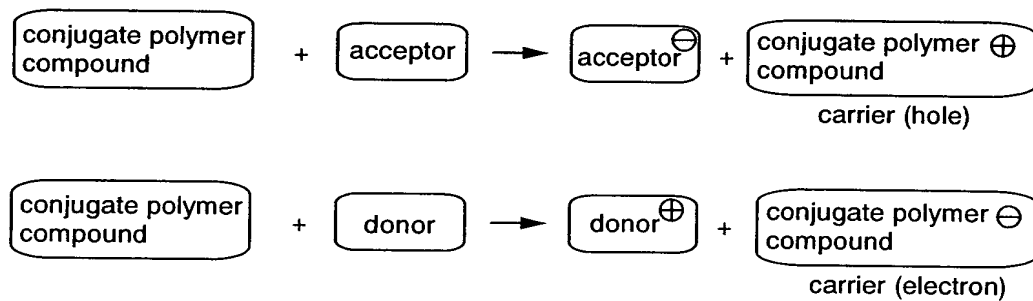 conjugate polymer compound + acceptor → acceptor⊖ + conjugate polymer ⊕ compound
carrier (hole)
conjugate polymer compound + donor → donor⊕ + conjugate polymer ⊖ compound
carrier (electron)